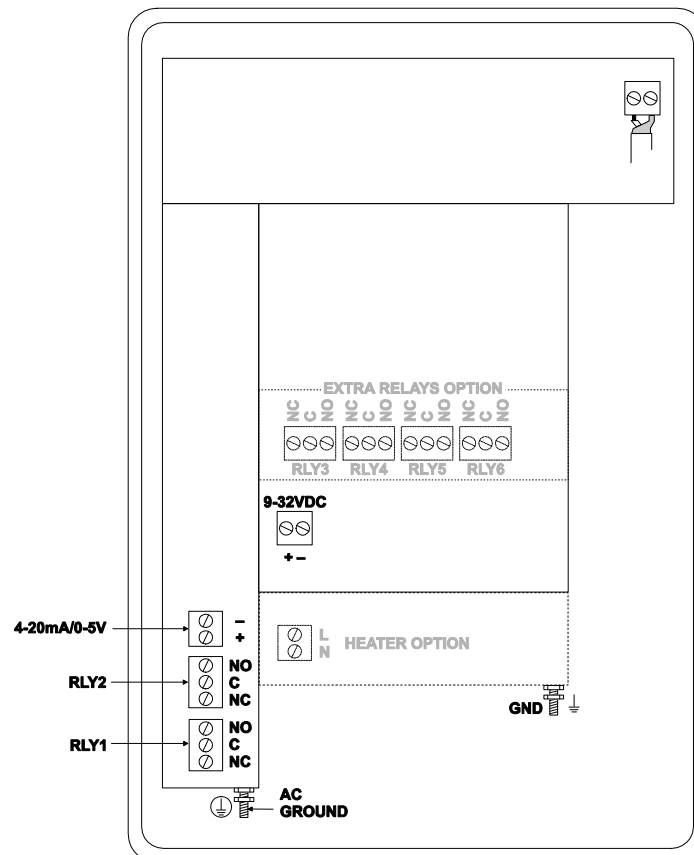 EXTRA RELAYS OPTION
NC C NO NC C NO NC C NO NC C NO
RLY3 RLY4 RLY5 RLY6
9-32VDC
+ –
4-20mA/0-5V
–
+
L
N
HEATER OPTION
RLY2
NO
C
NC
GND
RLY1
NO
C
NC
AC
GROUND